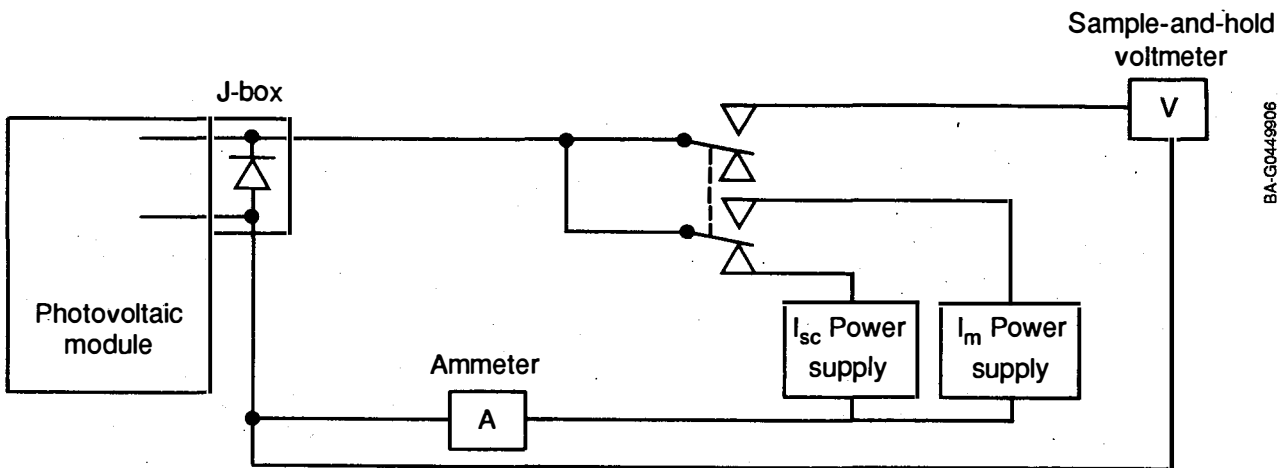 Sample-and-hold
voltmeter
J-box
V
BA-G0449906
Photovoltaic
module
Ammeter
A
Isc Power
supply
Im Power
supply